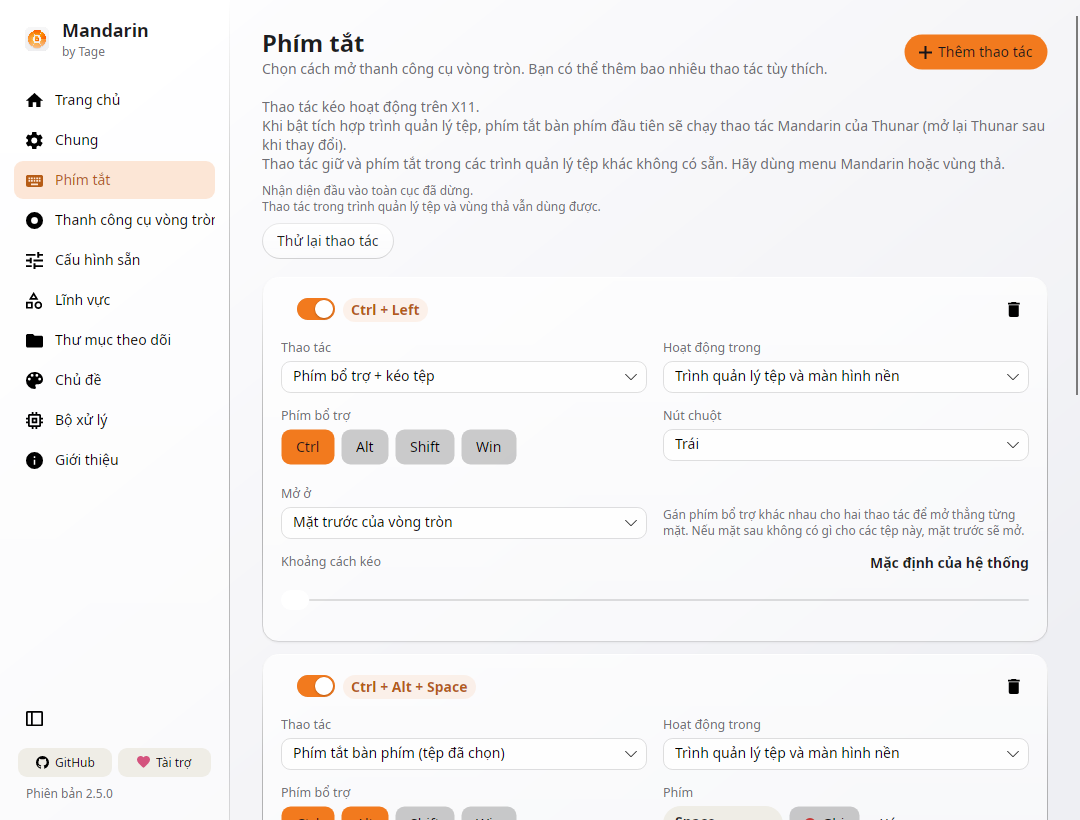 Mandarin
by Tage
Trang chủ
Chung
Phím tắt
Thanh công cụ vòng tròn
Cấu hình sẵn
Lĩnh vực
Thư mục theo dõi
Chủ đề
Bộ xử lý
Giới thiệu
GitHub
Tài trợ
Phiên bản 2.5.0
Phím tắt
Chọn cách mở thanh công cụ vòng tròn. Bạn có thể thêm bao nhiêu thao tác tùy thích.
Thêm thao tác
Thao tác kéo hoạt động trên X11.
Khi bật tích hợp trình quản lý tệp, phím tắt bàn phím đầu tiên sẽ chạy thao tác Mandarin của Thunar (mở lại Thunar sau
khi thay đổi).
Thao tác giữ và phím tắt trong các trình quản lý tệp khác không có sẵn. Hãy dùng menu Mandarin hoặc vùng thả.
Nhận diện đầu vào toàn cục đã dừng.
Thao tác trong trình quản lý tệp và vùng thả vẫn dùng được.
Thử lại thao tác
Ctrl + Left
Thao tác
Hoạt động trong
Phím bổ trợ + kéo tệp
Trình quản lý tệp và màn hình nền
Phím bổ trợ
Nút chuột
Ctrl
Alt
Shift
Win
Trái
Mở ở
Mặt trước của vòng tròn
Gán phím bổ trợ khác nhau cho hai thao tác để mở thẳng từng
mặt. Nếu mặt sau không có gì cho các tệp này, mặt trước sẽ mở.
Khoảng cách kéo
Mặc định của hệ thống
Ctrl + Alt + Space
Thao tác
Hoạt động trong
Phím tắt bàn phím (tệp đã chọn)
Trình quản lý tệp và màn hình nền
Phím bổ trợ
Phím